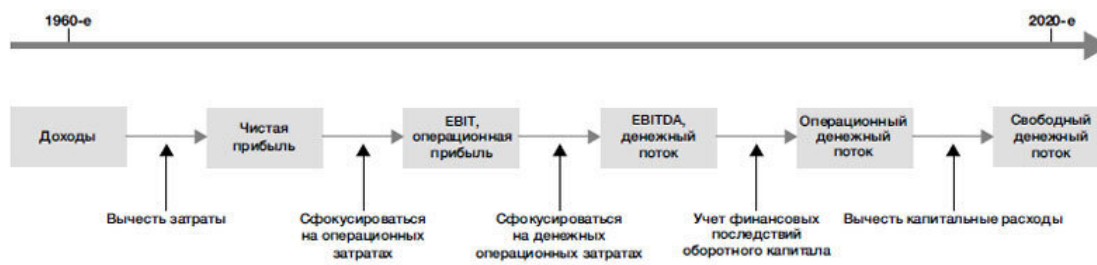 1960-е
2020-е
Доходы
Чистая
прибыль
EBIT,
операционная
прибыль
EBITDA,
денежный
поток
Операционный
денежный
поток
Свободный
денежный
поток
Вычесть затраты
Сфокусироваться
на операционных
затратах
Сфокусироваться
на денежных
операционных затратах
Учет финансовых
последствий
оборотного капитала
Вычесть капитальные расходы